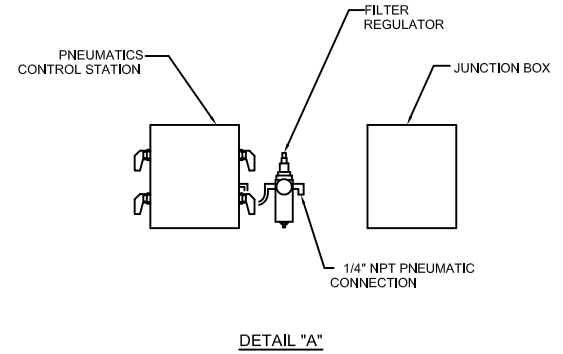 FILTER
REGULATOR
PNEUMATICS
CONTROL STATION
JUNCTION BOX
1/4" NPT PNEUMATIC
CONNECTION
DETAIL "A"